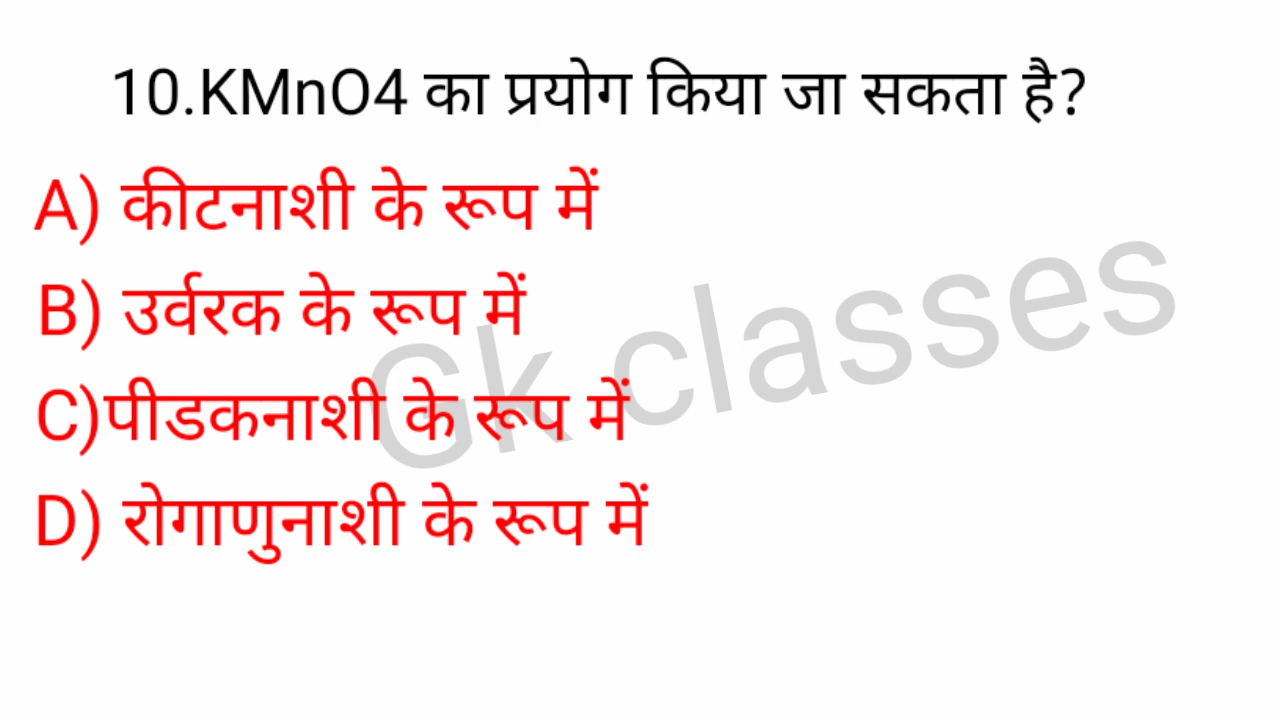 10.KMnO4 का प्रयोग किया जा सकता है?
A) कीटनाशी के रूप में
B) उर्वरक के रूप में
C)पीडकनाशी के रूप में
D) रोगाणुनाशी के रूप में
Gk classes